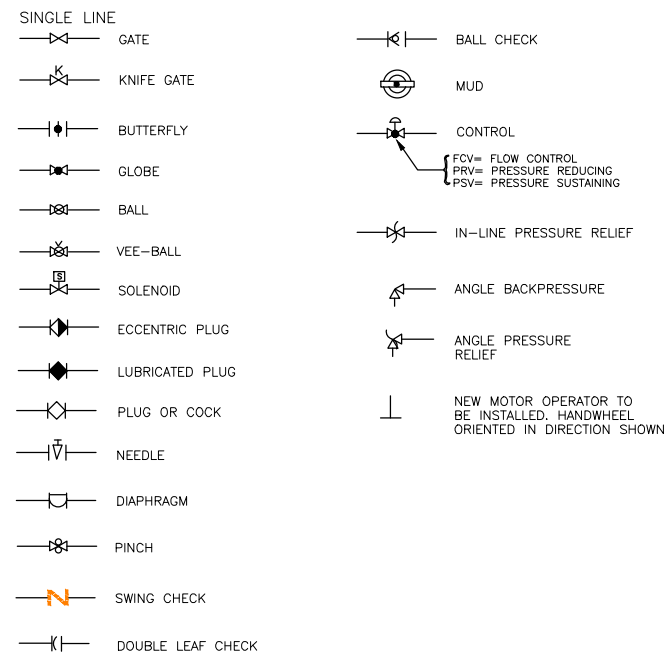 SINGLE LINE
GATE
K
KNIFE GATE
BUTTERFLY
GLOBE
BALL
VEE-BALL
S
SOLENOID
ECCENTRIC PLUG
LUBRICATED PLUG
PLUG OR COCK
NEEDLE
DIAPHRAGM
PINCH
SWING CHECK
DOUBLE LEAF CHECK
BALL CHECK
MUD
CONTROL
FCV= FLOW CONTROL
PRV= PRESSURE REDUCING
PSV= PRESSURE SUSTAINING
IN-LINE PRESSURE RELIEF
ANGLE BACKPRESSURE
ANGLE PRESSURE
RELIEF
NEW MOTOR OPERATOR TO
BE INSTALLED. HANDWHEEL
ORIENTED IN DIRECTION SHOWN